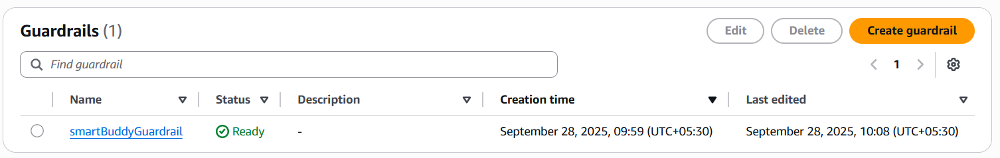 Guardrails (1)
Edit
Delete
Create guardrail
Find guardrail
1
Name Status Description Creation time Last edited
smartBuddyGuardrail Ready - September 28, 2025, 09:59 (UTC+05:30) September 28, 2025, 10:08 (UTC+05:30)